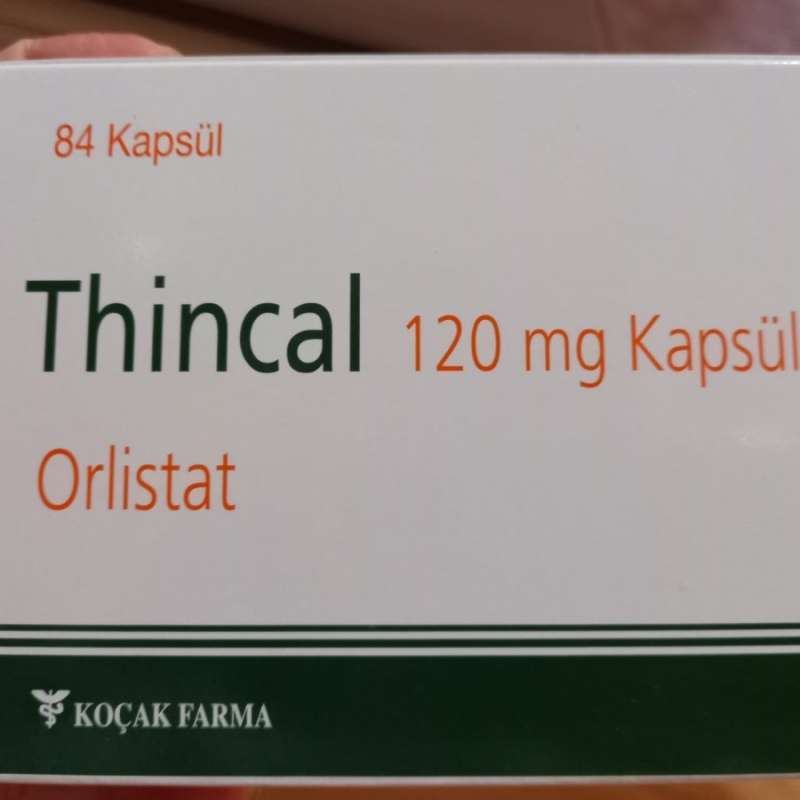 84 Kapsül
Thincal 120 mg Kapsül
Orlistat
KOÇAK FARMA